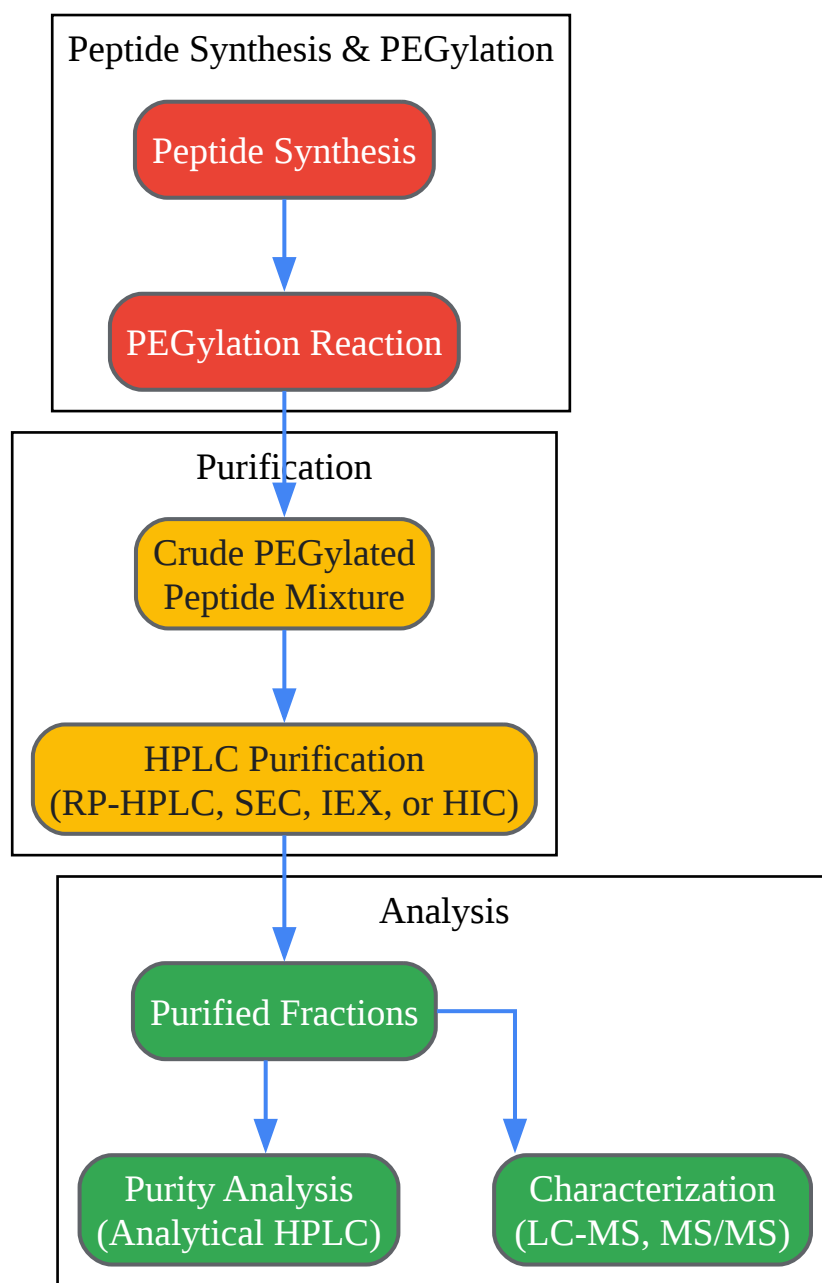 Peptide Synthesis & PEGylation
Peptide Synthesis
PEGylation Reaction
Purification
Crude PEGylated
Peptide Mixture
HPLC Purification
(RP-HPLC, SEC, IEX, or HIC)
Analysis
Purified Fractions
Purity Analysis
(Analytical HPLC)
Characterization
(LC-MS, MS/MS)